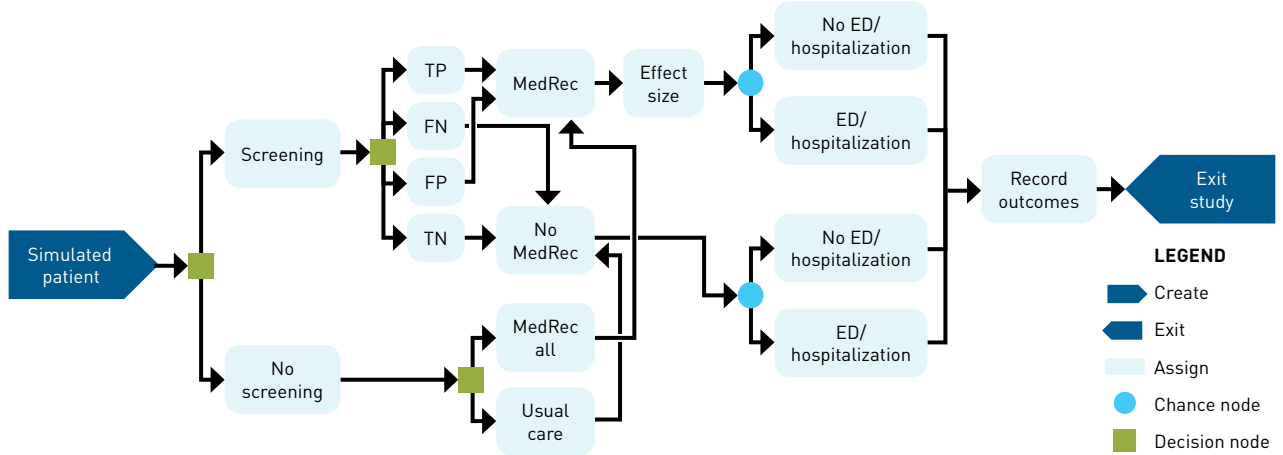 Simulated
patient
Screening
No
screening
TP
FN
FP
TN
MedRec
No
MedRec
MedRec
all
Usual
care
Effect
size
No ED/
hospitalization
ED/
hospitalization
No ED/
hospitalization
ED/
hospitalization
Record
outcomes
Exit
study
LEGEND
Create
Exit
Assign
Chance node
Decision node